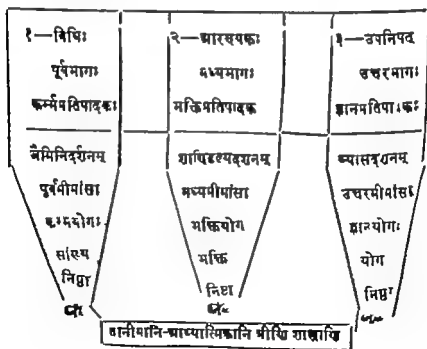 १—विधिः
पूर्वभागः
कर्म्मप्रतिपादकः
जैमिनिदर्शनम्
पूर्वमीमांसा
कर्मयोगः
सांख्य
निष्ठा
२—आरण्यकः
मध्यभागः
भक्तिप्रतिपादक
शाण्डिल्यदर्शनम्
मध्यमीमांसा
भक्तियोग
भक्ति
निष्टा
३—उपनिषद्
उत्तरभागः
ज्ञानप्रतिपादकः
व्यासदर्शनम्
उत्तरमीमांसा
ज्ञानयोगः
योग
निष्ठा
तानीमानि-आध्यात्मिकानि त्रीणि शास्त्राणि